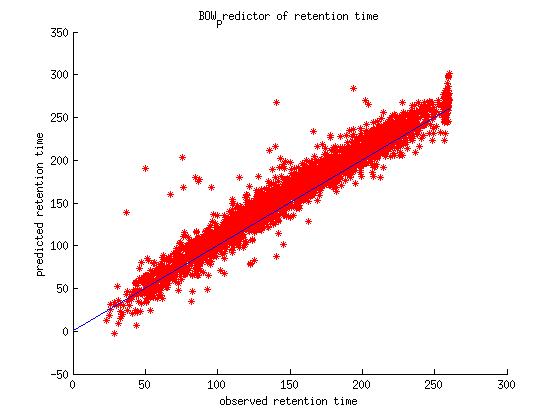 BOWpredictor of retention time
350
300
250
200
150
100
50
0
-50
predicted retention time
0 50 100 150 200 250 300
observed retention time